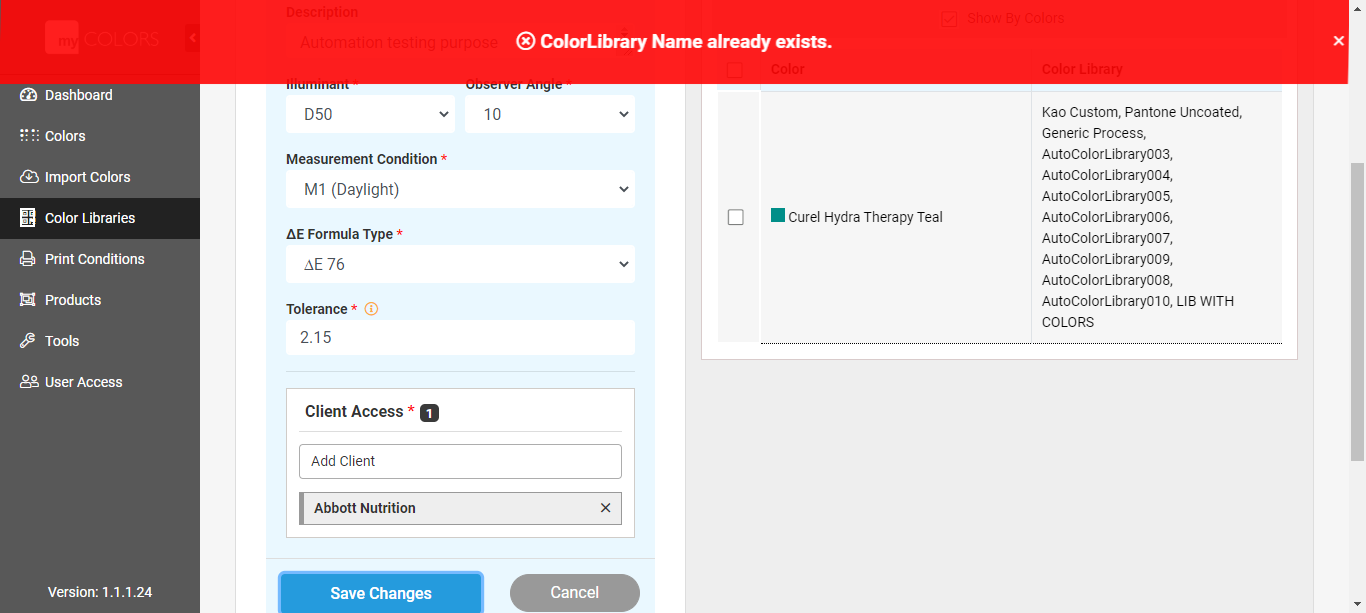 my COLORS
Dashboard
Colors
Import Colors
Color Libraries
Print Conditions
Products
Tools
User Access
Version: 1.1.1.24
ColorLibrary Name already exists.
Description
Automation testing purpose
Illuminant *
Observer Angle *
D50
10
Measurement Condition *
M1 (Daylight)
ΔE Formula Type *
ΔE 76
Tolerance *
2.15
Client Access * 1
Add Client
Abbott Nutrition
Save Changes
Cancel
Show By Colors
Color
Color Library
Curel Hydra Therapy Teal
Kao Custom, Pantone Uncoated,
Generic Process,
AutoColorLibrary003,
AutoColorLibrary004,
AutoColorLibrary005,
AutoColorLibrary006,
AutoColorLibrary007,
AutoColorLibrary009,
AutoColorLibrary008,
AutoColorLibrary010, LIB WITH
COLORS